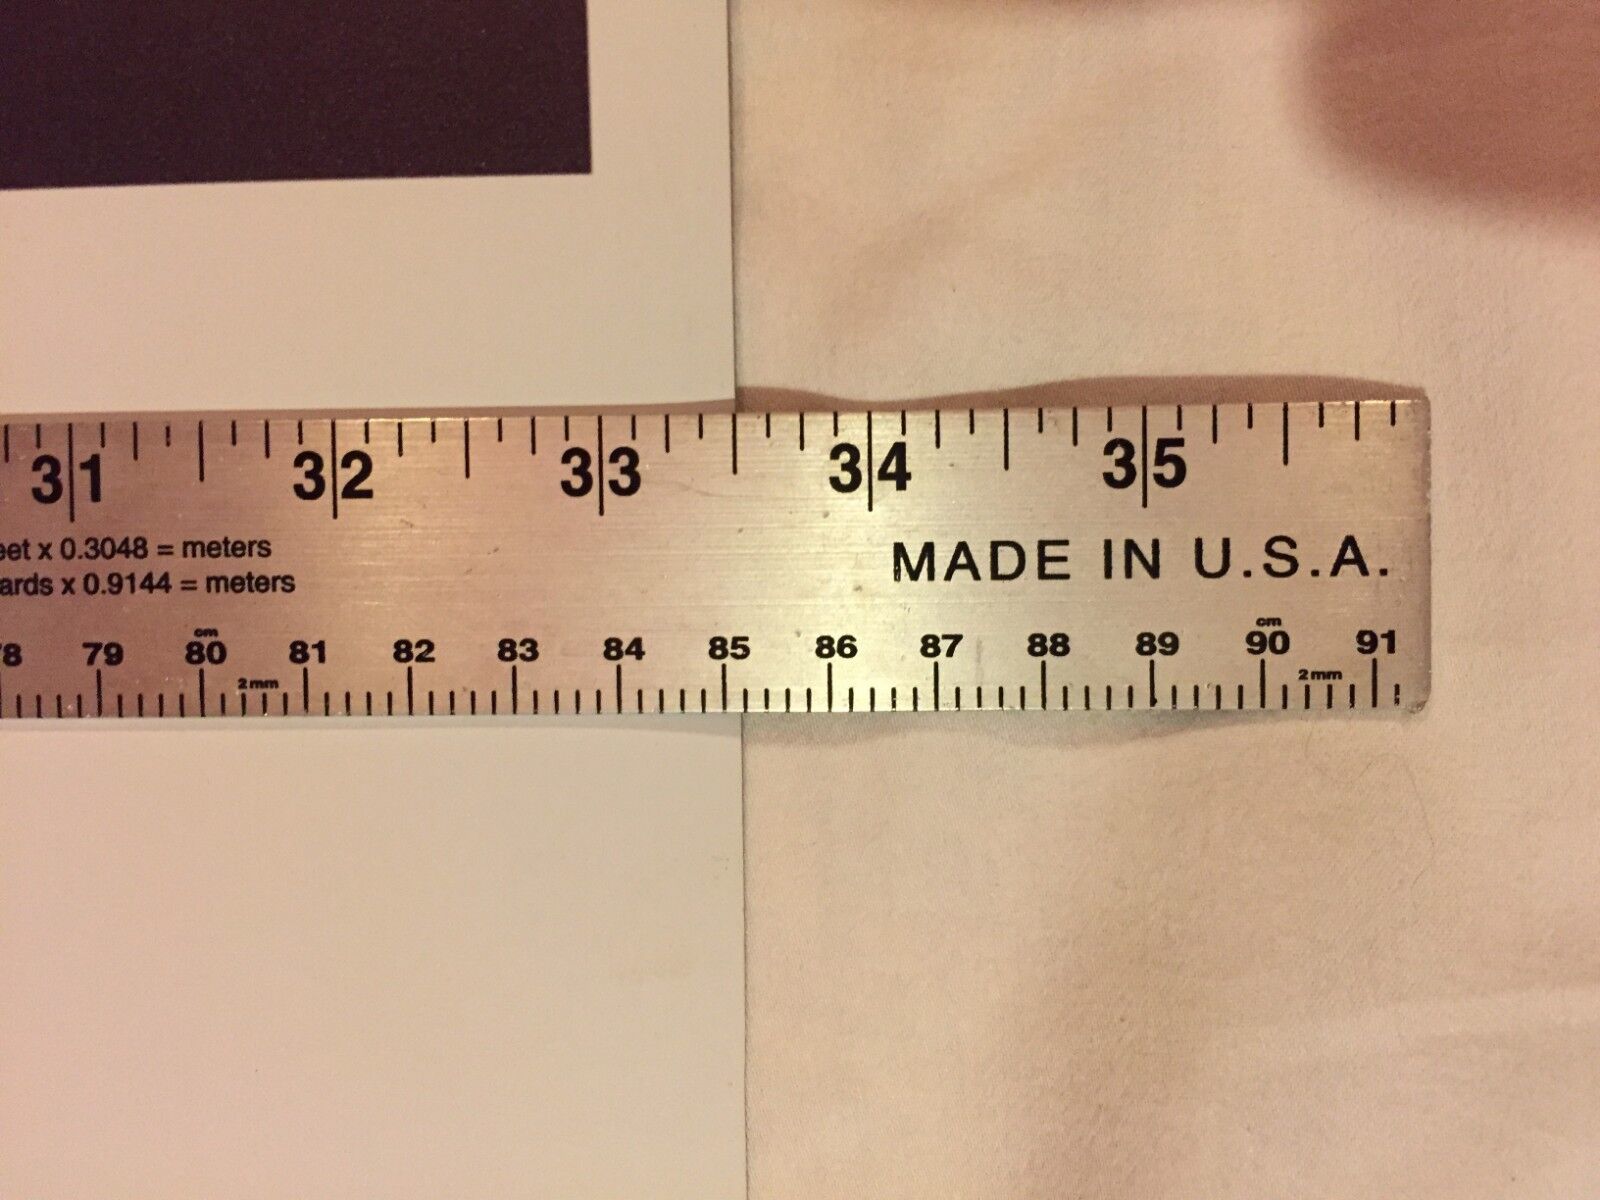 31 32 33 34 35
eet x 0.3048 = meters
ards x 0.9144 = meters
MADE IN U.S.A.
cm cm
8 79 80 81 82 83 84 85 86 87 88 89 90 91
2mm 2mm